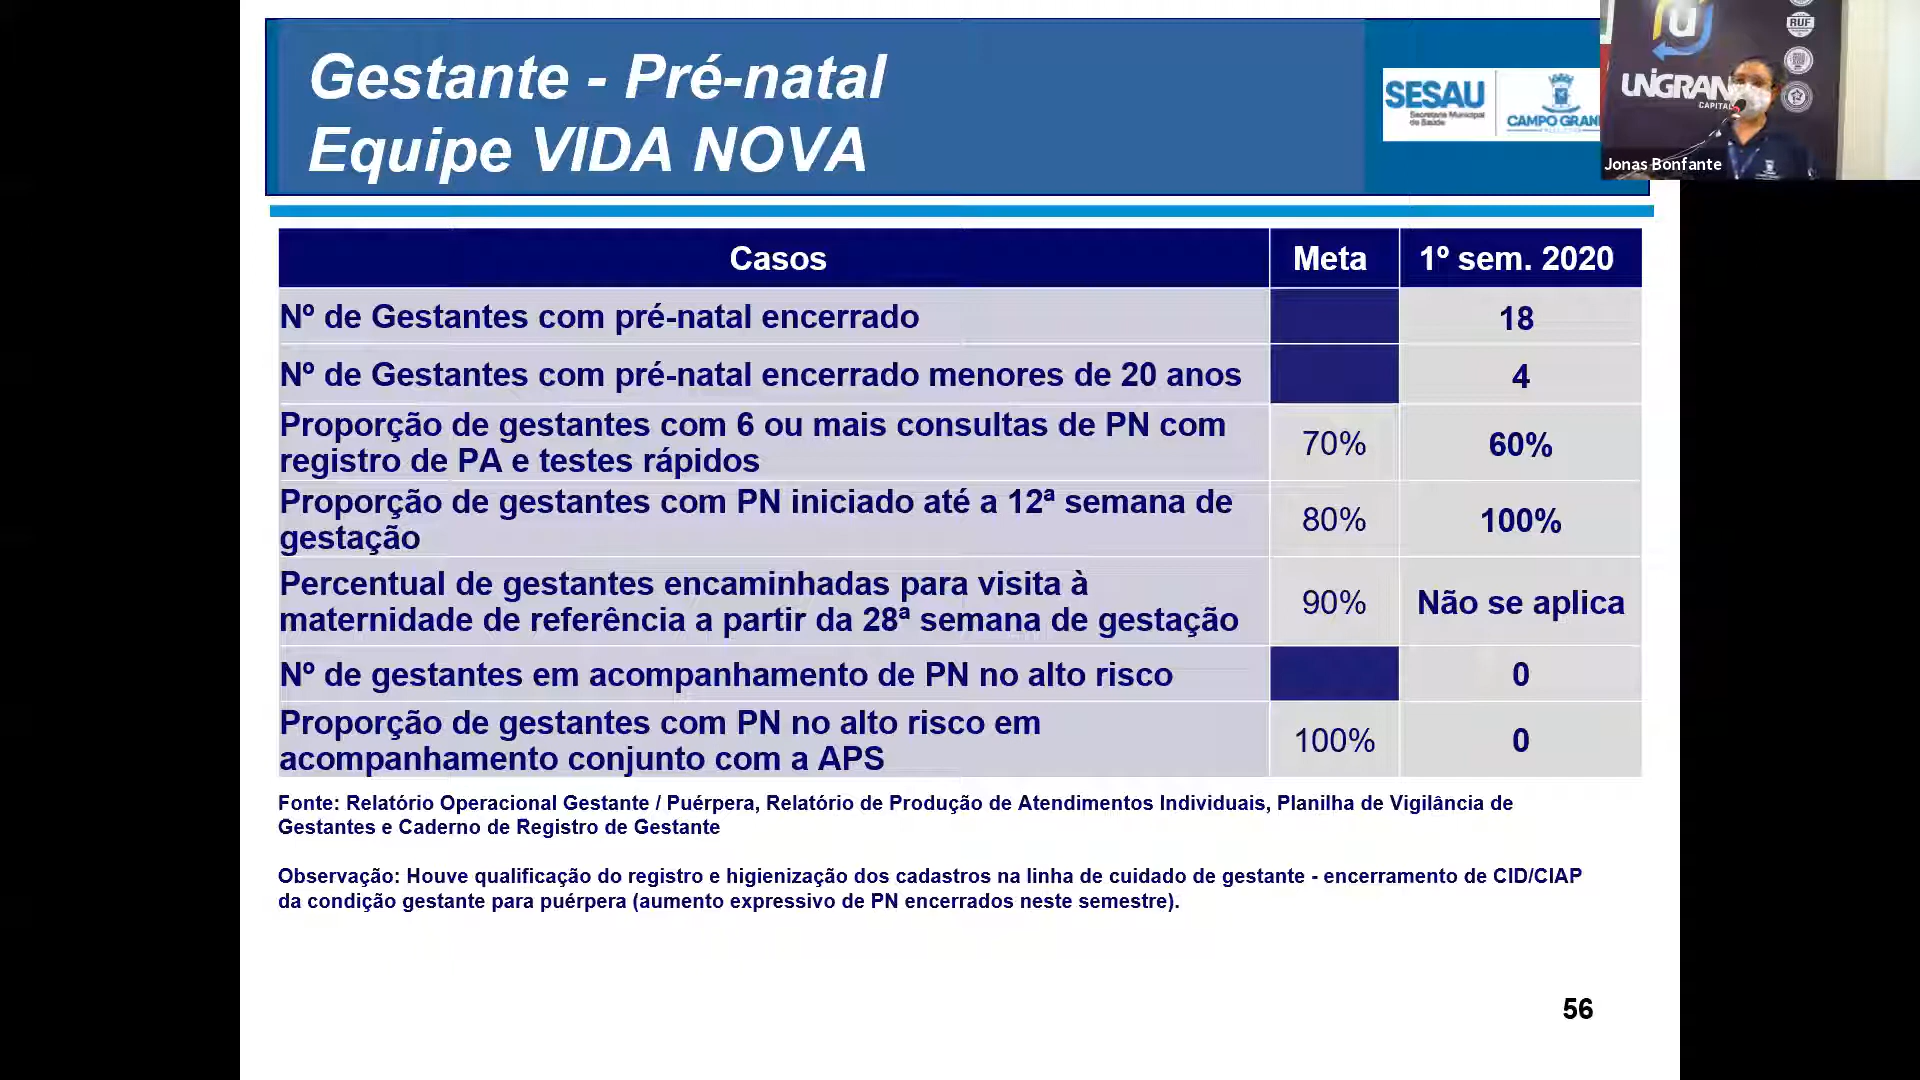 Gestante - Pré-natal
Equipe VIDA NOVA
SESAU
Secretaria Municipal
de Saúde
CAMPO GRAN
RUF
UNIGRAN
CAPITAL
Jonas Bonfante
Casos Meta 1º sem. 2020
Nº de Gestantes com pré-natal encerrado 18
Nº de Gestantes com pré-natal encerrado menores de 20 anos 4
Proporção de gestantes com 6 ou mais consultas de PN com
registro de PA e testes rápidos 70% 60%
Proporção de gestantes com PN iniciado até a 12ª semana de
gestação 80% 100%
Percentual de gestantes encaminhadas para visita à
maternidade de referência a partir da 28ª semana de gestação 90% Não se aplica
Nº de gestantes em acompanhamento de PN no alto risco 0
Proporção de gestantes com PN no alto risco em
acompanhamento conjunto com a APS 100% 0
Fonte: Relatório Operacional Gestante / Puérpera, Relatório de Produção de Atendimentos Individuais, Planilha de Vigilância de
Gestantes e Caderno de Registro de Gestante
Observação: Houve qualificação do registro e higienização dos cadastros na linha de cuidado de gestante - encerramento de CID/CIAP
da condição gestante para puérpera (aumento expressivo de PN encerrados neste semestre).
56